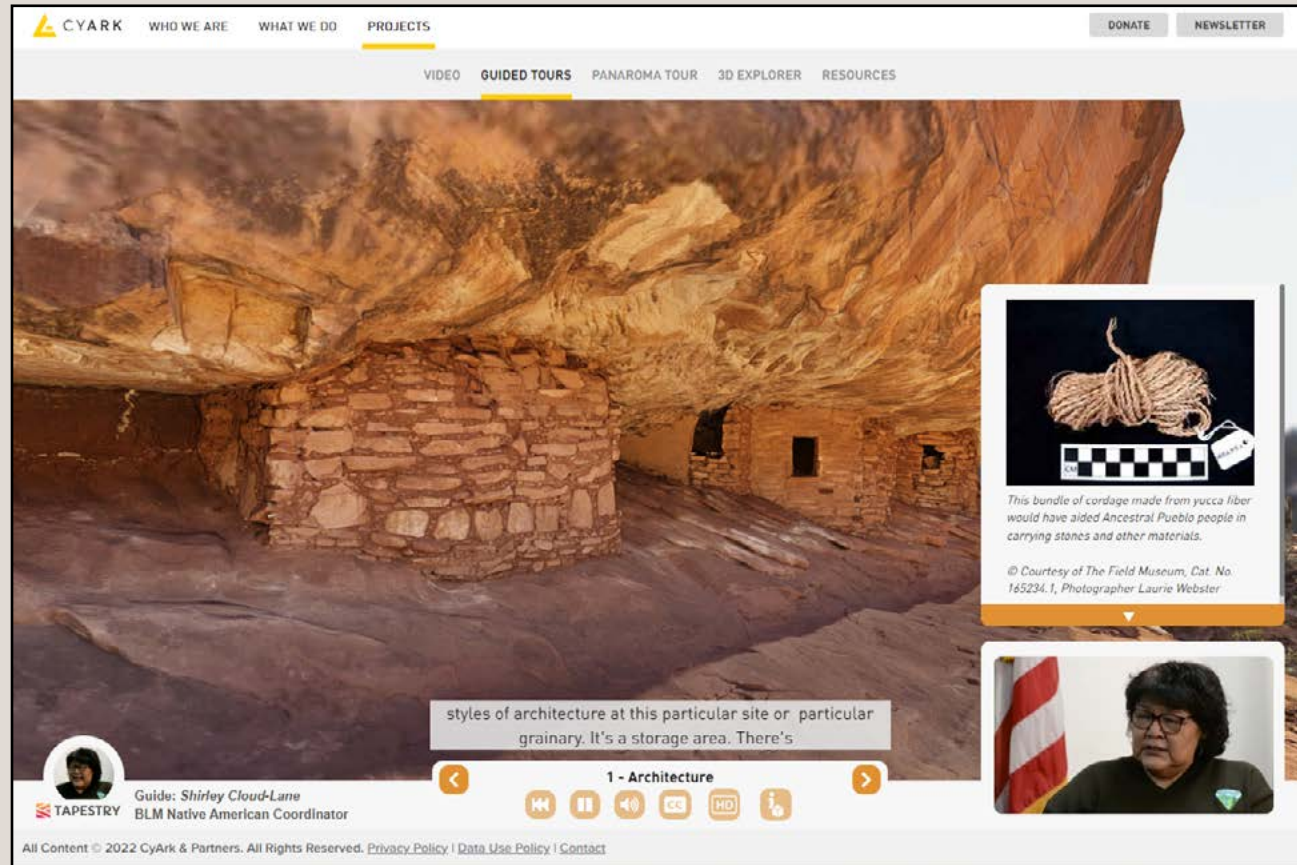 CYARK
WHO WE ARE
WHAT WE DO
PROJECTS
DONATE
NEWSLETTER
VIDEO
GUIDED TOURS
PANAROMA TOUR
3D EXPLORER
RESOURCES
CM
This bundle of cordage made from yucca fiber
would have aided Ancestral Pueblo people in
carrying stones and other materials.
© Courtesy of The Field Museum, Cat. No.
165234.1, Photographer Laurie Webster
styles of architecture at this particular site or particular
grainary. It's a storage area. There's
1 - Architecture
CC
HD
TAPESTRY
Guide: Shirley Cloud-Lane
BLM Native American Coordinator
All Content © 2022 CyArk & Partners. All Rights Reserved. Privacy Policy | Data Use Policy | Contact